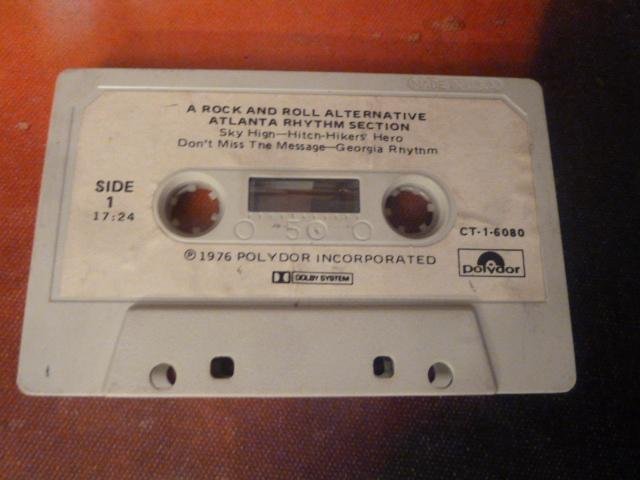 A ROCK AND ROLL ALTERNATIVE
ATLANTA RHYTHM SECTION
Sky High—Hitch-Hikers' Hero
Don't Miss The Message—Georgia Rhythm
SIDE
1
17:24
50
CT-1-6080
℗1976 POLYDOR INCORPORATED
polydor
DOLBY SYSTEM